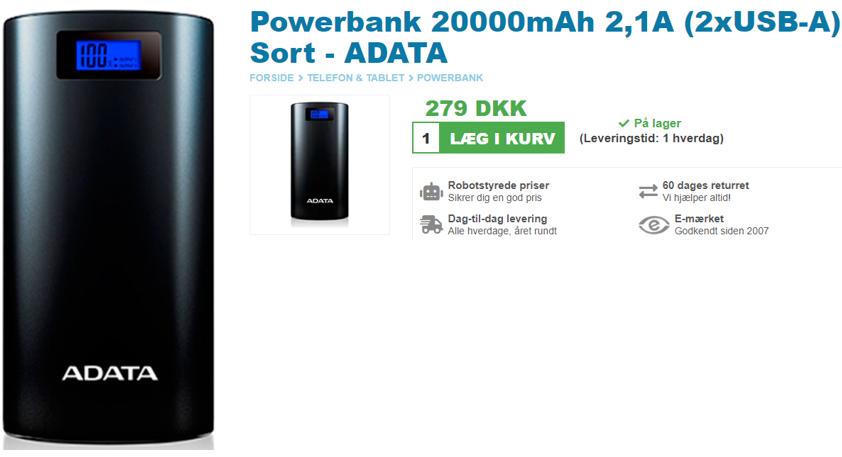 100%
ADATA
Powerbank 20000mAh 2,1A (2xUSB-A)
Sort - ADATA
FORSIDE > TELEFON & TABLET > POWERBANK
ADATA
279 DKK
1 LÆG I KURV
På lager
(Leveringstid: 1 hverdag)
Robotstyrede priser
Sikrer dig en god pris
60 dages returret
Vi hjælper altid!
Dag-til-dag levering
Alle hverdage, året rundt
E-mærket
Godkendt siden 2007